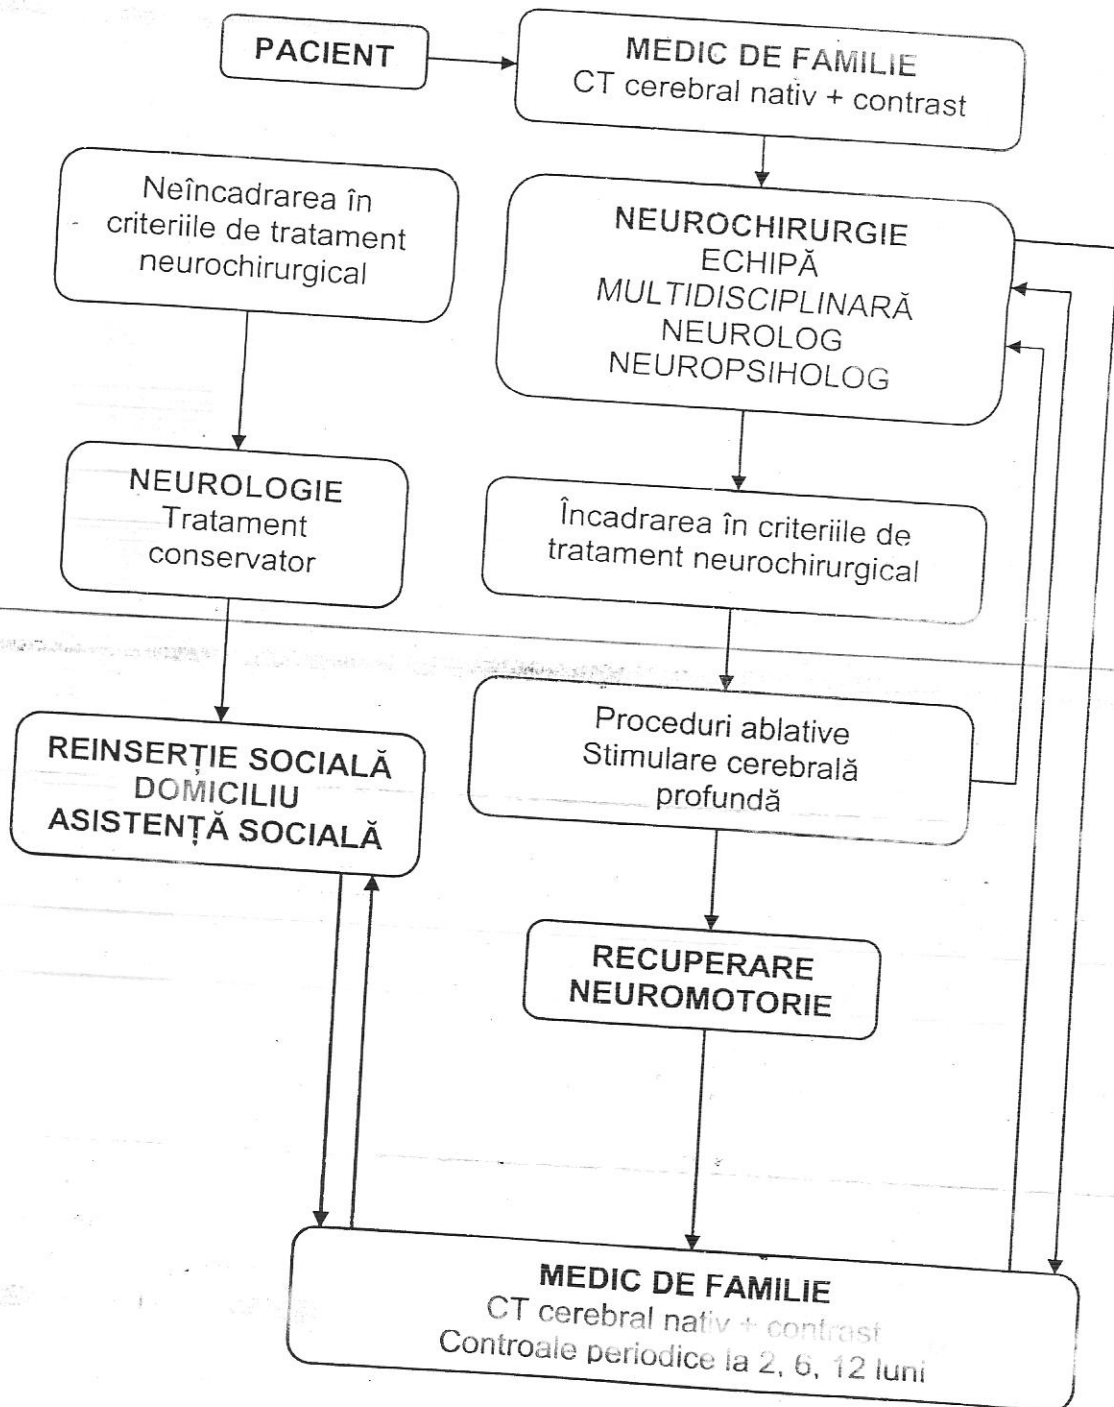 PACIENT
MEDIC DE FAMILIE
CT cerebral nativ + contrast
Neîncadrarea în
criteriile de tratament
neurochirurgical
NEUROCHIRURGIE
ECHIPĂ
MULTIDISCIPLINARĂ
NEUROLOG
NEUROPSIHOLOG
NEUROLOGIE
Tratament
conservator
Încadrarea în criteriile de
tratament neurochirurgical
REINSERȚIE SOCIALĂ
DOMICILIU
ASISTENȚĂ SOCIALĂ
Proceduri ablative
Stimulare cerebrală
profundă
RECUPERARE
NEUROMOTORIE
MEDIC DE FAMILIE
CT cerebral nativ + contrast
Controale periodice la 2, 6, 12 luni